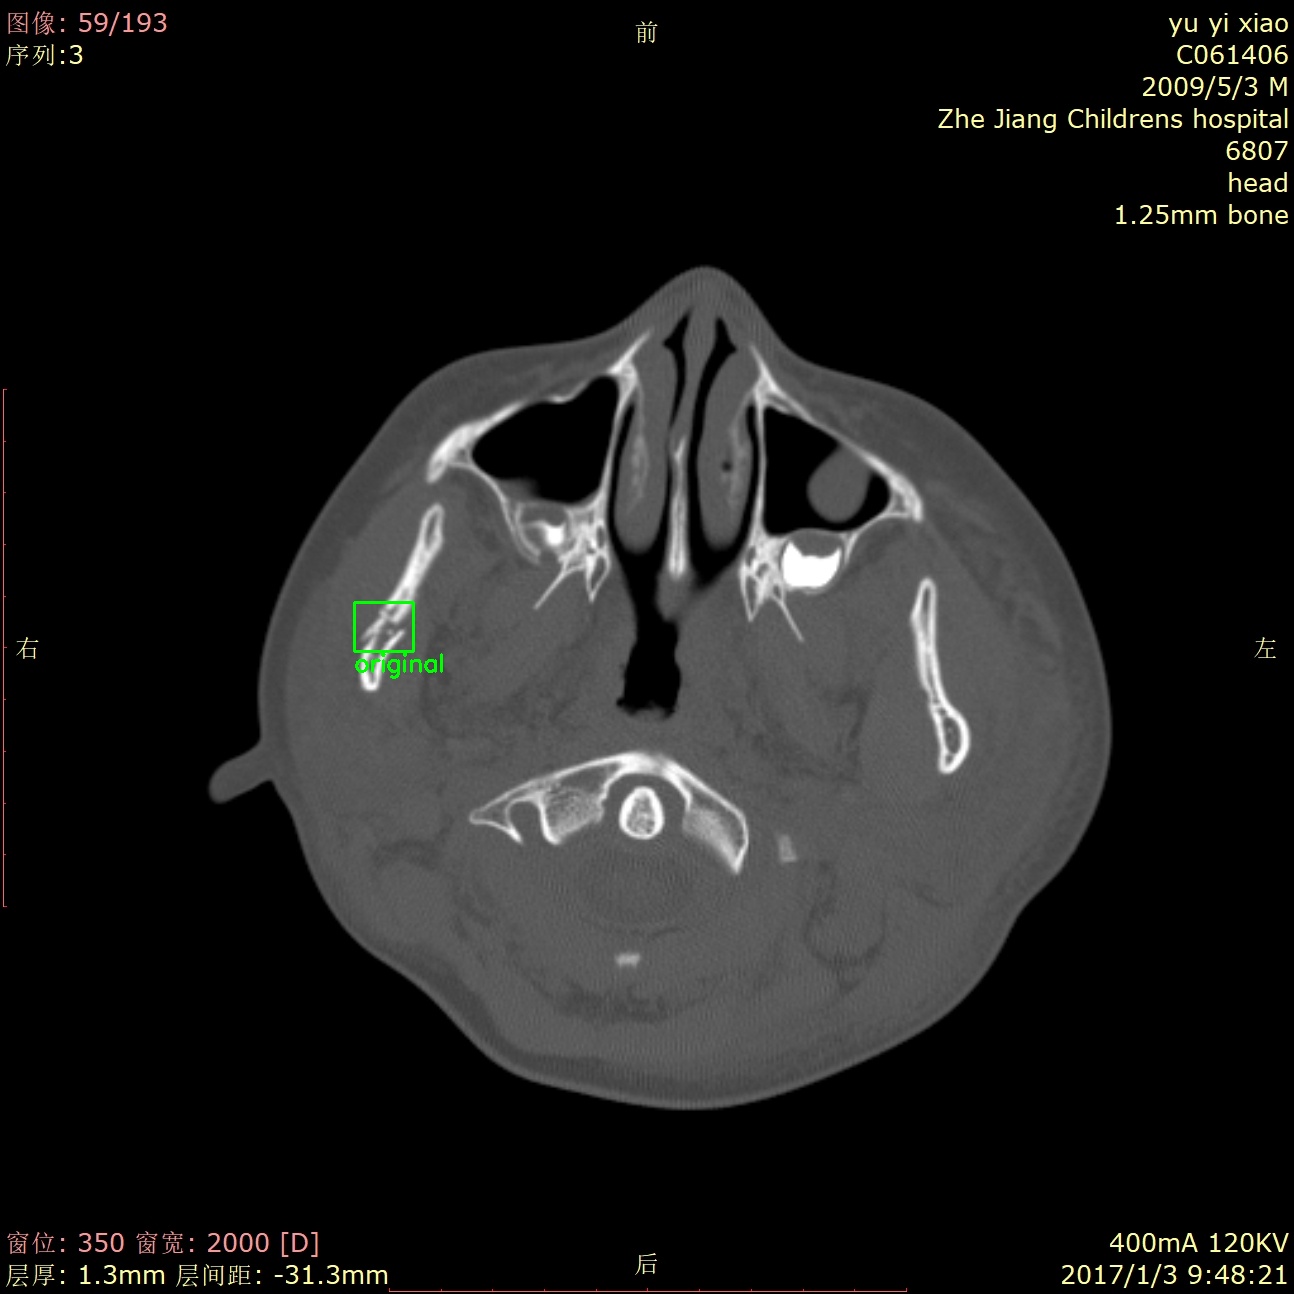 图像: 59/193
序列:3
前
yu yi xiao
C061406
2009/5/3 M
Zhe Jiang Childrens hospital
6807
head
1.25mm bone
右
original
左
窗位: 350 窗宽: 2000 [D]
层厚: 1.3mm 层间距: -31.3mm
后
400mA 120KV
2017/1/3 9:48:21